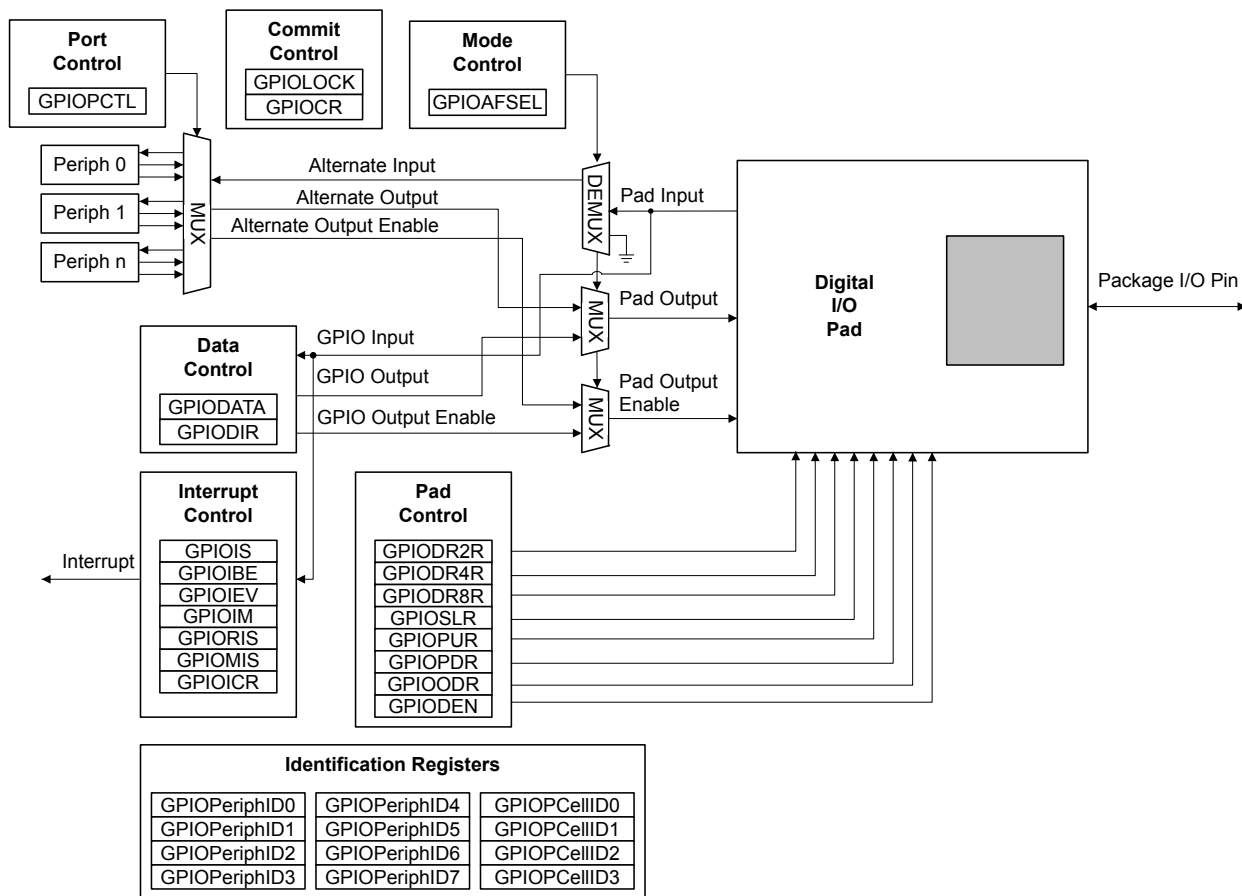 Port
Control
GPIOPCTL
Commit
Control
GPIOLOCK
GPIOCR
Mode
Control
GPIOAFSEL
Periph 0
Periph 1
Periph n
MUX
Alternate Input
Alternate Output
Alternate Output Enable
DEMUX
Pad Input
MUX
Pad Output
MUX
Pad Output
Enable
Digital
I/O
Pad
Package I/O Pin
Data
Control
GPIODATA
GPIODIR
GPIO Input
GPIO Output
GPIO Output Enable
Interrupt
Control
GPIOIS
GPIOIBE
GPIOIEV
GPIOIM
GPIORIS
GPIOMIS
GPIOICR
Interrupt
Pad
Control
GPIODR2R
GPIODR4R
GPIODR8R
GPIOSLR
GPIOPUR
GPIOPDR
GPIOODR
GPIODEN
Identification Registers
GPIOPeriphID0
GPIOPeriphID1
GPIOPeriphID2
GPIOPeriphID3
GPIOPeriphID4
GPIOPeriphID5
GPIOPeriphID6
GPIOPeriphID7
GPIOPCellID0
GPIOPCellID1
GPIOPCellID2
GPIOPCellID3